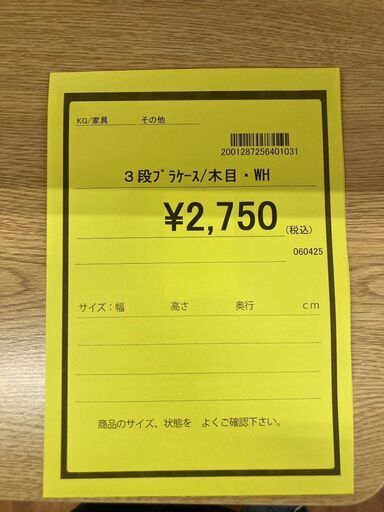 KG/家具 その他
2001287256401031
３段ﾌﾟﾗｹｰｽ/木目・WH
¥2,750 (税込)
060425
サイズ：幅 高さ 奥行 ｃｍ
商品のサイズ、状態を よくご確認下さい。